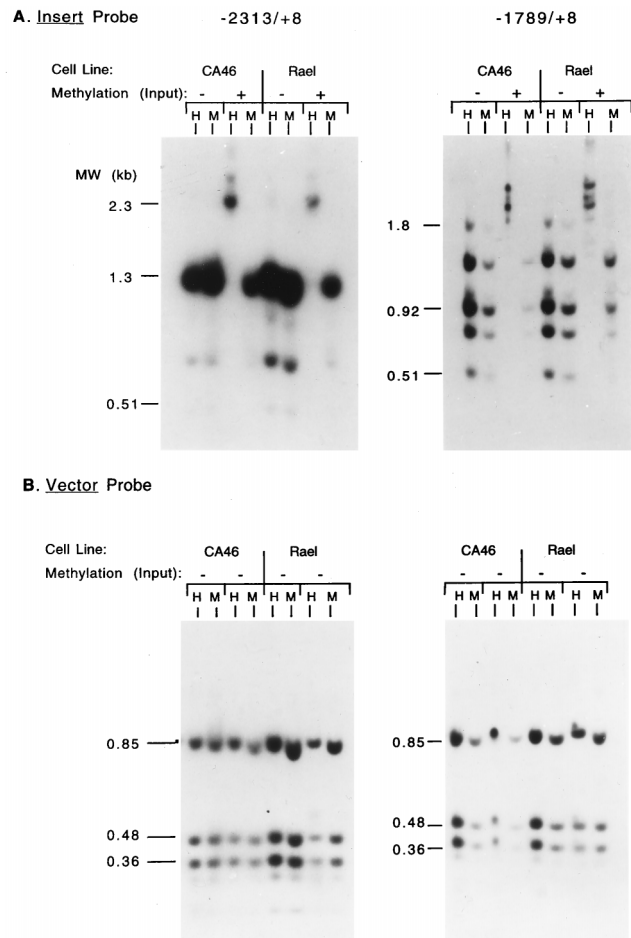 A. Insert Probe -2313/+8 -1789/+8
Cell Line: CA46 Rael CA46 Rael
Methylation (Input): - + - + - + - +
H M H M H M H M H M H M H M H M
MW (kb)
2.3
1.3
0.51
1.8
0.92
0.51
B. Vector Probe
Cell Line: CA46 Rael CA46 Rael
Methylation (Input): - - - - - - - -
H M H M H M H M H M H M H M H M
0.85
0.48
0.36
0.85
0.48
0.36